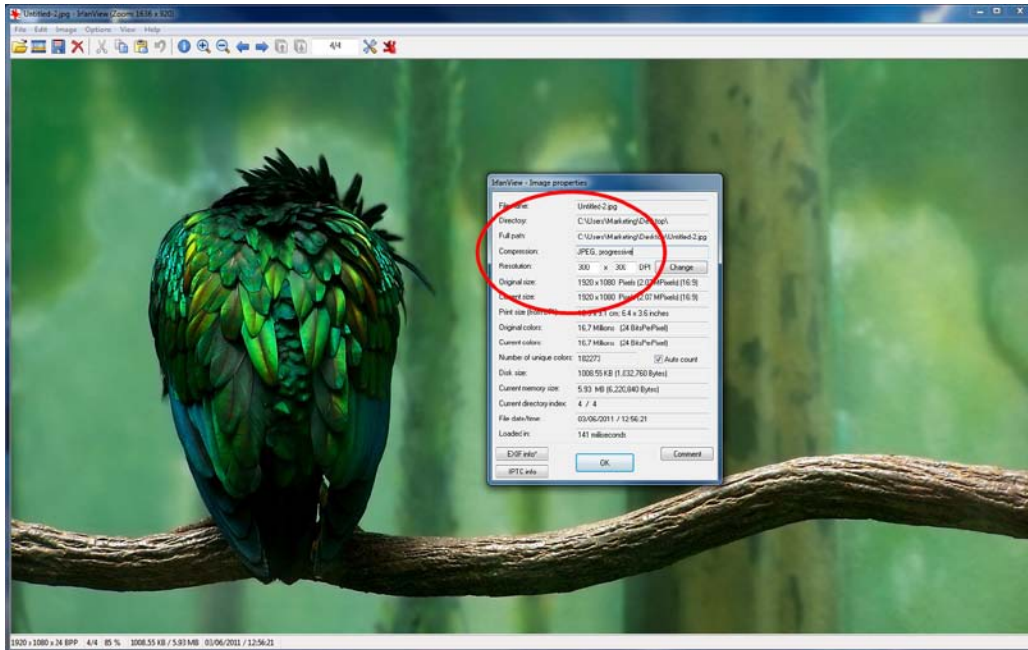 Untitled-2.jpg - IrfanView (Zoom: 1636 x 920)
File Edit Image Options View Help
4/4
IrfanView - Image properties
File name: Untitled-2.jpg
Directory: C:\Users\Marketing\Desktop\
Full path: C:\Users\Marketing\Desktop\Untitled-2.jpg
Compression: JPEG, progressive
Resolution: 300 x 300 DPI Change
Original size: 1920 x 1080 Pixels (2.07 MPixels) (16:9)
Current size: 1920 x 1080 Pixels (2.07 MPixels) (16:9)
Print size (from DPI): x 9.1 cm; 6.4 x 3.6 inches
Original colors: 16,7 Millions (24 BitsPerPixel)
Current colors: 16,7 Millions (24 BitsPerPixel)
Number of unique colors: 182273 Auto count
Disk size: 1008.55 KB (1,032,760 Bytes)
Current memory size: 5.93 MB (6,220,840 Bytes)
Current directory index: 4 / 4
File date/time: 03/06/2011 / 12:56:21
Loaded in: 141 milliseconds
EXIF info* OK Comment
IPTC info
1920 x 1080 x 24 BPP 4/4 85 % 1008.55 KB / 5.93 MB 03/06/2011 / 12:56:21